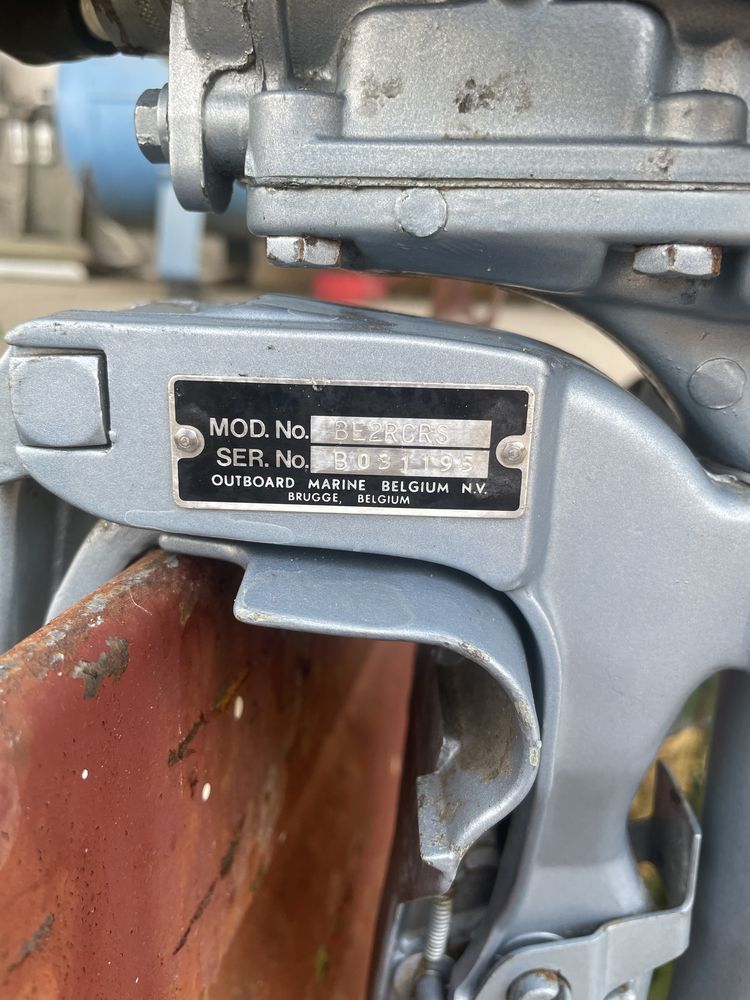 MOD. No. BE2RCRS
SER. No. B031195
OUTBOARD MARINE BELGIUM N.V.
BRUGGE, BELGIUM